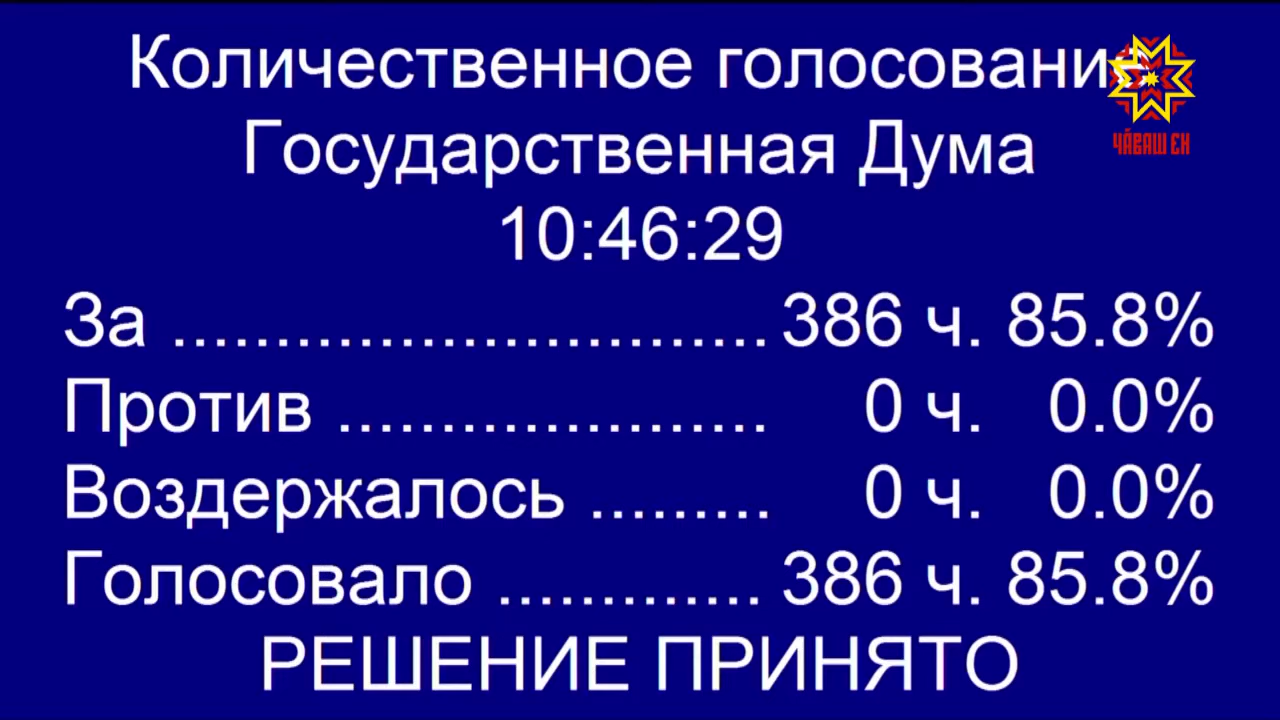 Количественное голосование
Государственная Дума
10:46:29
За ............................ 386 ч. 85.8%
Против ..................... 0 ч. 0.0%
Воздержалось ......... 0 ч. 0.0%
Голосовало ............. 386 ч. 85.8%
РЕШЕНИЕ ПРИНЯТО
ЧĂВАШ ЕН